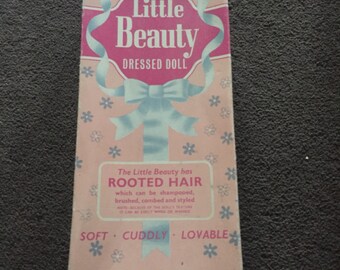 Little
Beauty
DRESSED DOLL
The Little Beauty has
ROOTED HAIR
which can be shampooed,
brushed, combed and styled
SOFT · CUDDLY · LOVABLE